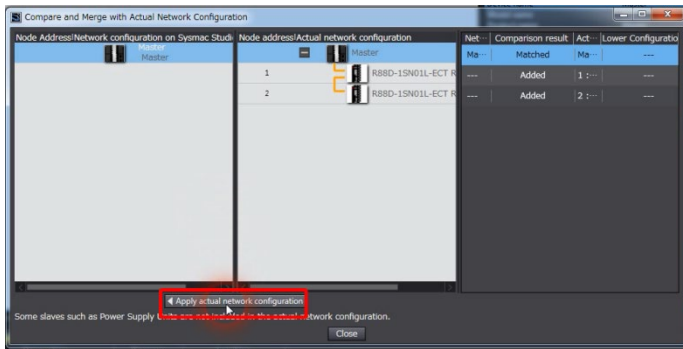 Compare and Merge with Actual Network Configuration
Node Address|Network configuration on Sysmac Studi
Master
Master
Node address|Actual network configuration
Master
1 R88D-1SN01L-ECT R
2 R88D-1SN01L-ECT R
Net··· Comparison result Act··· Lower Configuratio
Ma··· Matched Ma··· ---
--- Added 1 :··· ---
--- Added 2 :··· ---
Apply actual network configuration
Some slaves such as Power Supply Units are not included in the actual network configuration.
Close